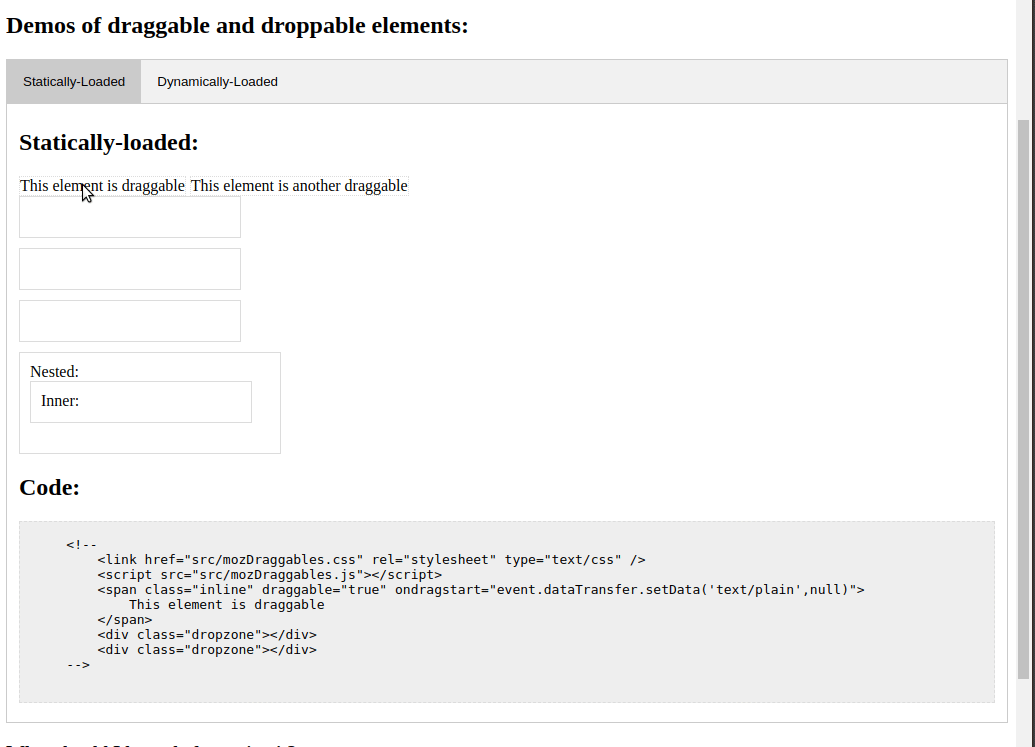 Demos of draggable and droppable elements:
Statically-Loaded Dynamically-Loaded
Statically-loaded:
This element is draggable This element is another draggable
Nested:
Inner:
Code:
<!--
<link href="src/mozDraggables.css" rel="stylesheet" type="text/css" />
<script src="src/mozDraggables.js"></script>
<span class="inline" draggable="true" ondragstart="event.dataTransfer.setData('text/plain',null)">
This element is draggable
</span>
<div class="dropzone"></div>
<div class="dropzone"></div>
-->